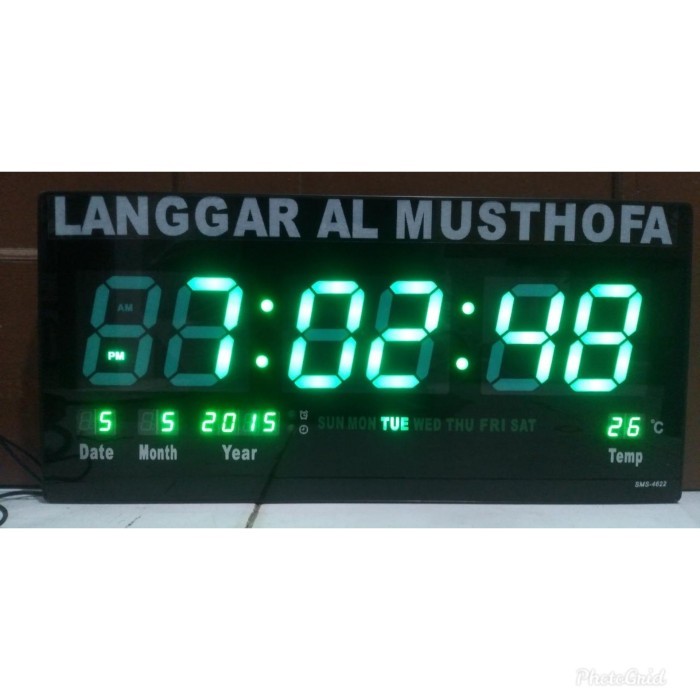 LANGGAR AL MUSTHOFA
AM
PM
7:02:48
5 5 2015 SUN MON TUE WED THU FRI SAT 26 °C
Date Month Year Temp
SMS-4622
PhotoGrid